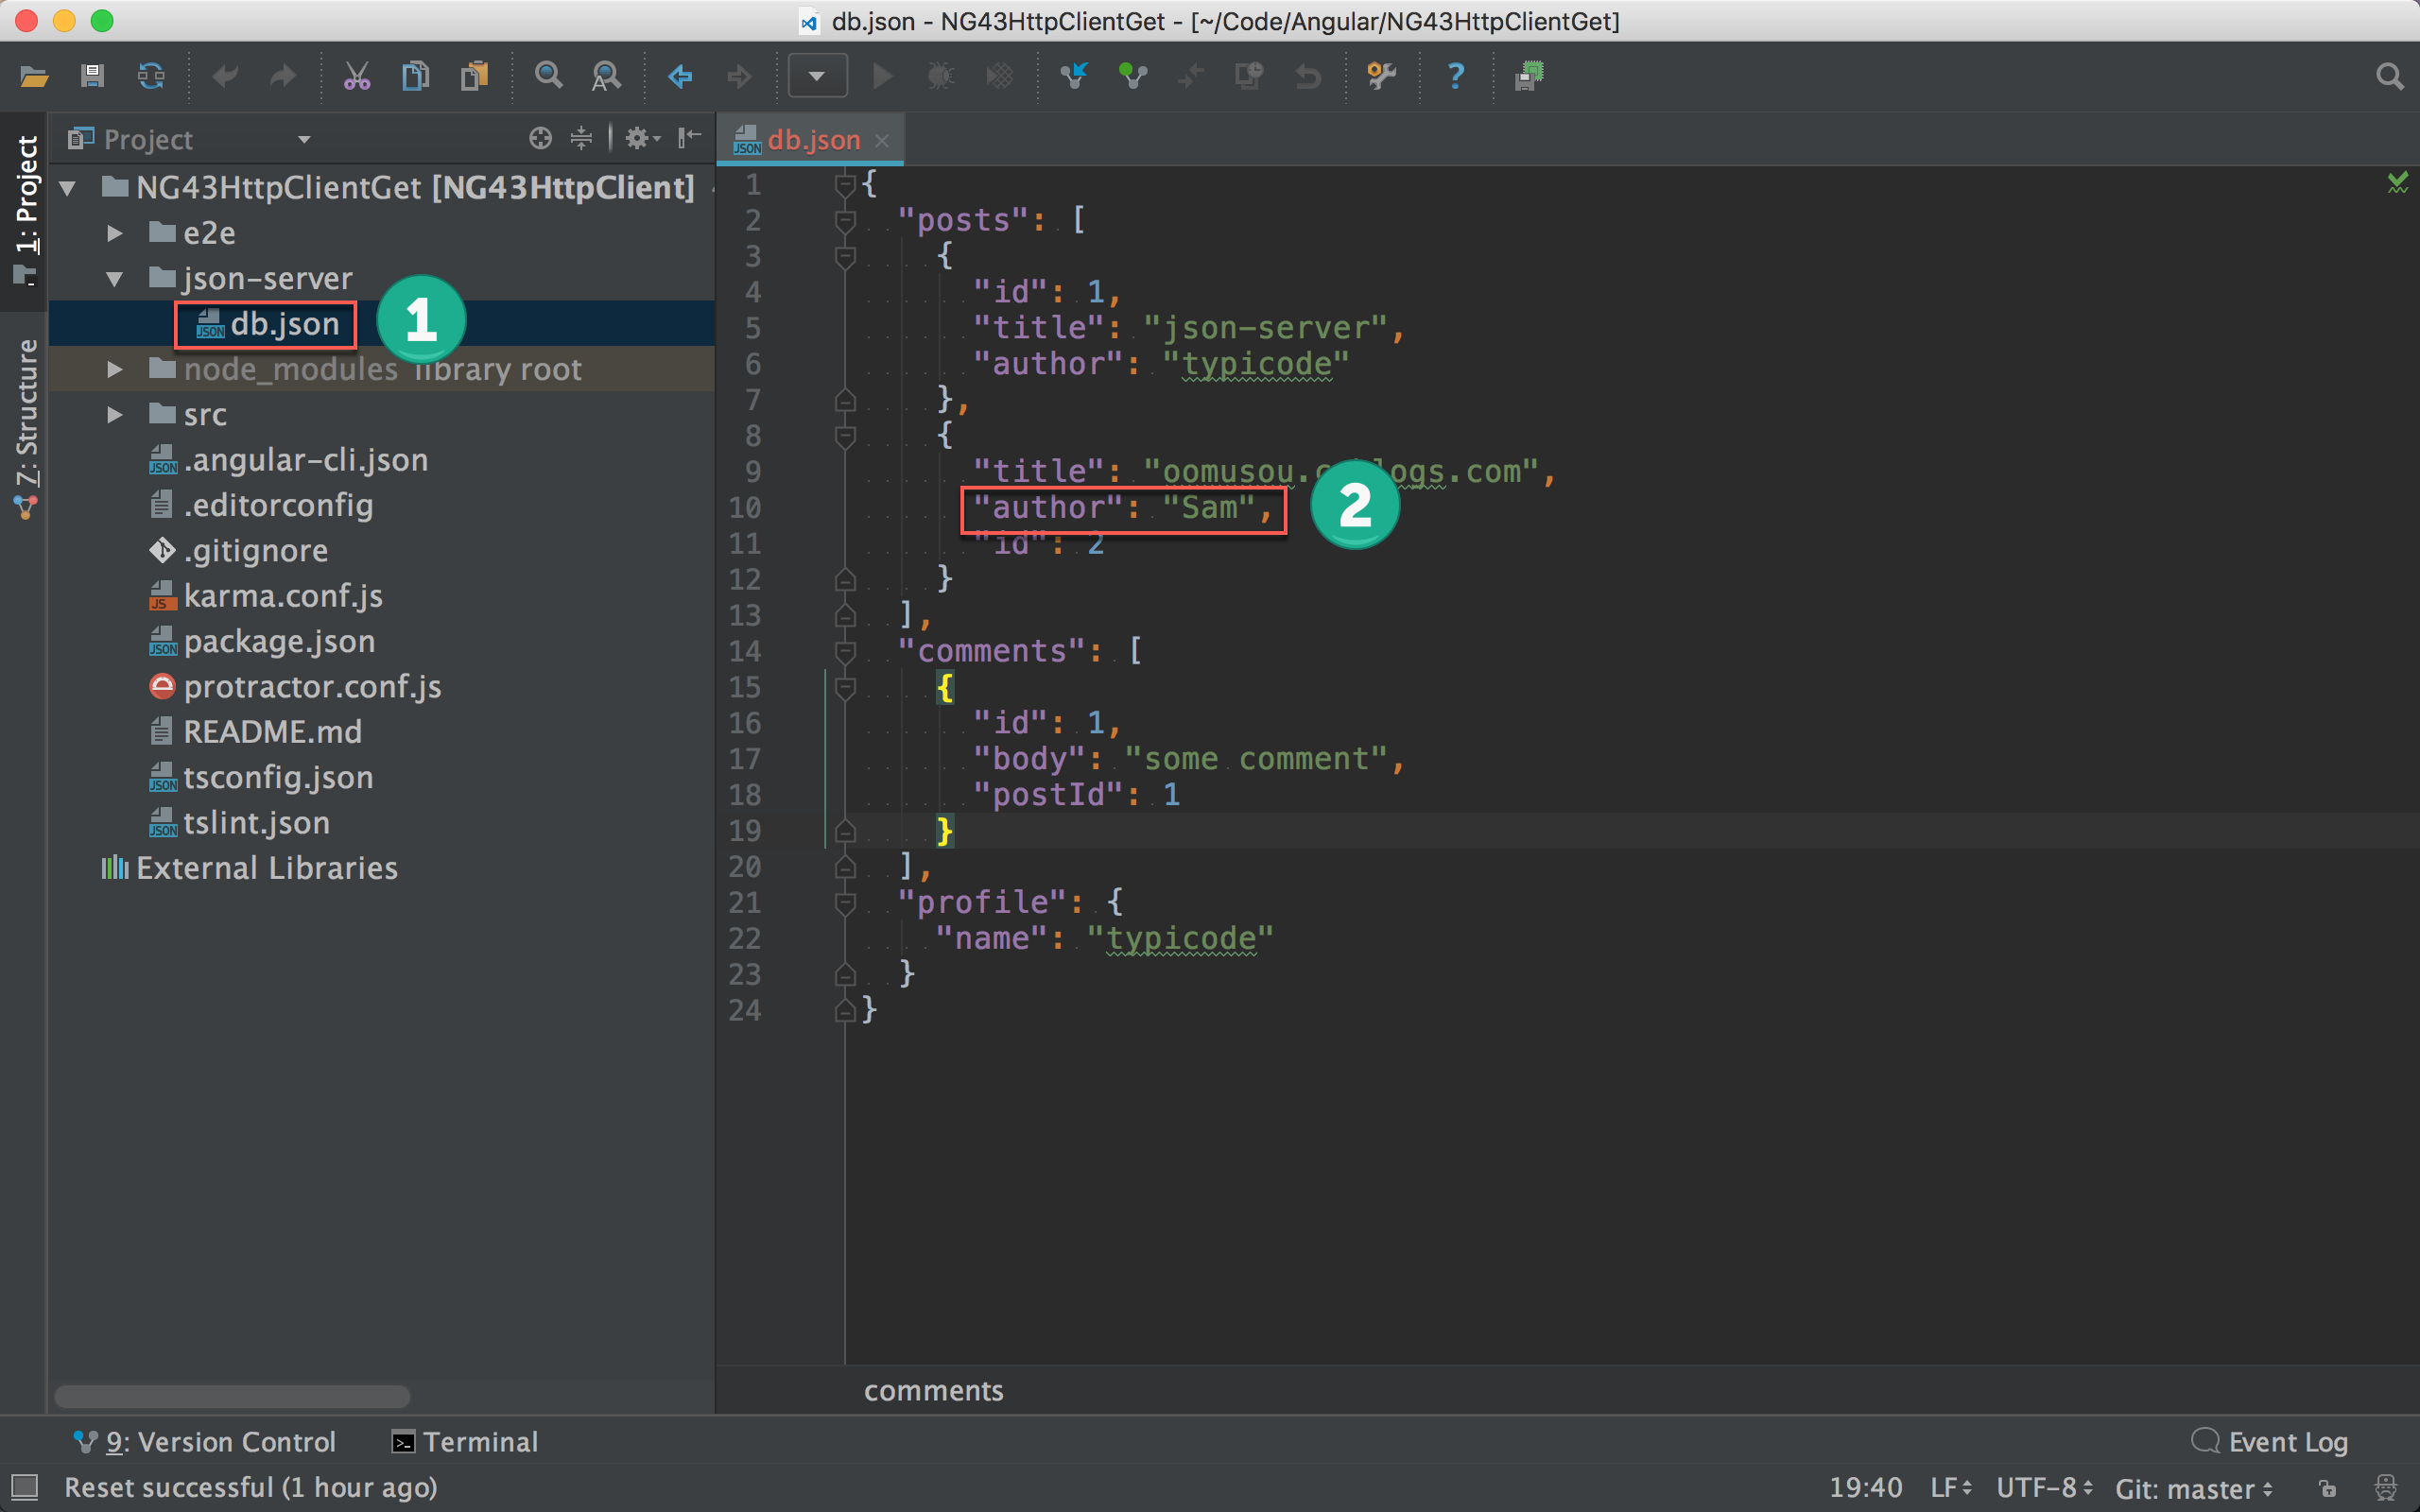 db.json - NG43HttpClientGet - [~/Code/Angular/NG43HttpClientGet]
1: Project
7: Structure
Project
NG43HttpClientGet [NG43HttpClient]
e2e
json-server
db.json
1
node_modules library root
src
.angular-cli.json
.editorconfig
.gitignore
karma.conf.js
package.json
protractor.conf.js
README.md
tsconfig.json
tslint.json
External Libraries
db.json
1 {
2 "posts": [
3 {
4 "id": 1,
5 "title": "json-server",
6 "author": "typicode"
7 },
8 {
9 "title": "oomusou. logs.com",
10 "author": "Sam",
2
11 "id": 2
12 }
13 ],
14 "comments": [
15 {
16 "id": 1,
17 "body": "some comment",
18 "postId": 1
19 }
20 ],
21 "profile": {
22 "name": "typicode"
23 }
24 }
comments
9: Version Control
Terminal
Event Log
Reset successful (1 hour ago)
19:40 LF UTF-8 Git: master